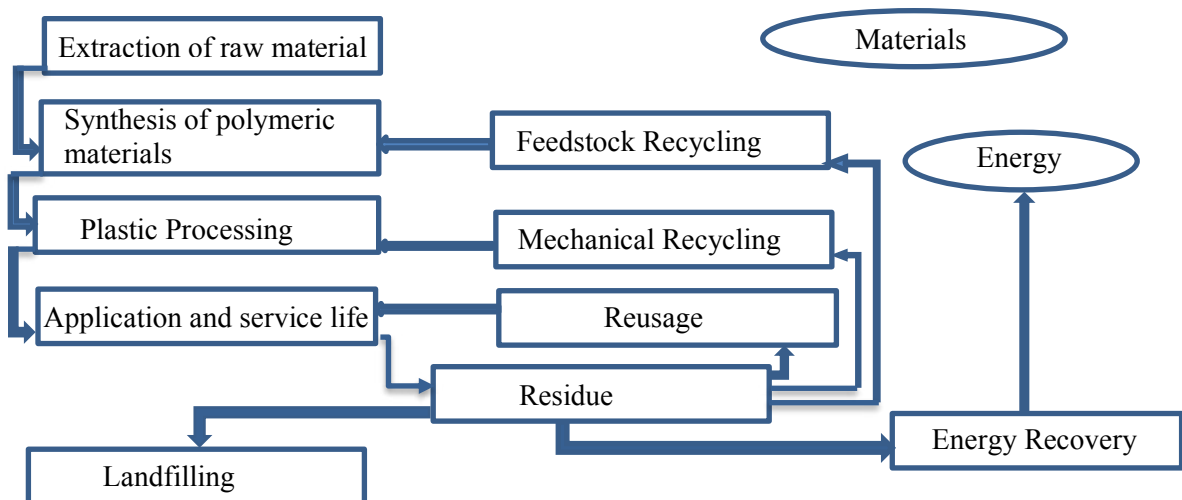 Extraction of raw material
Materials
Synthesis of polymeric
materials
Feedstock Recycling
Energy
Plastic Processing
Mechanical Recycling
Application and service life
Reusage
Residue
Energy Recovery
Landfilling